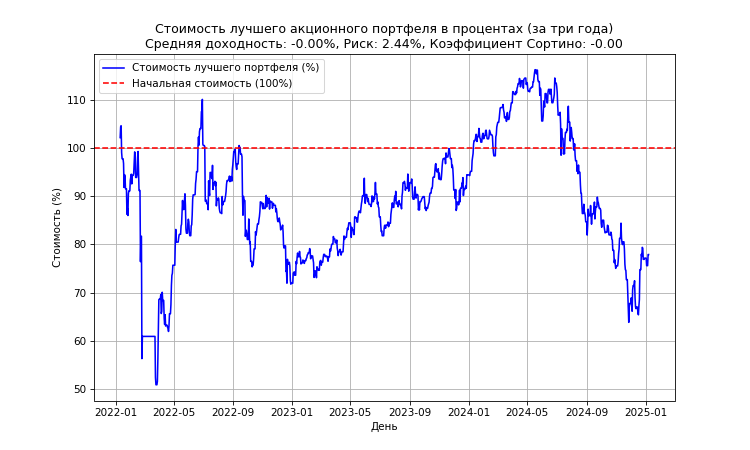 Стоимость лучшего акционного портфеля в процентах (за три года)
Средняя доходность: -0.00%, Риск: 2.44%, Коэффициент Сортино: -0.00
Стоимость лучшего портфеля (%)
Начальная стоимость (100%)
Стоимость (%)
110
100
90
80
70
60
50
2022-01 2022-05 2022-09 2023-01 2023-05 2023-09 2024-01 2024-05 2024-09 2025-01
День